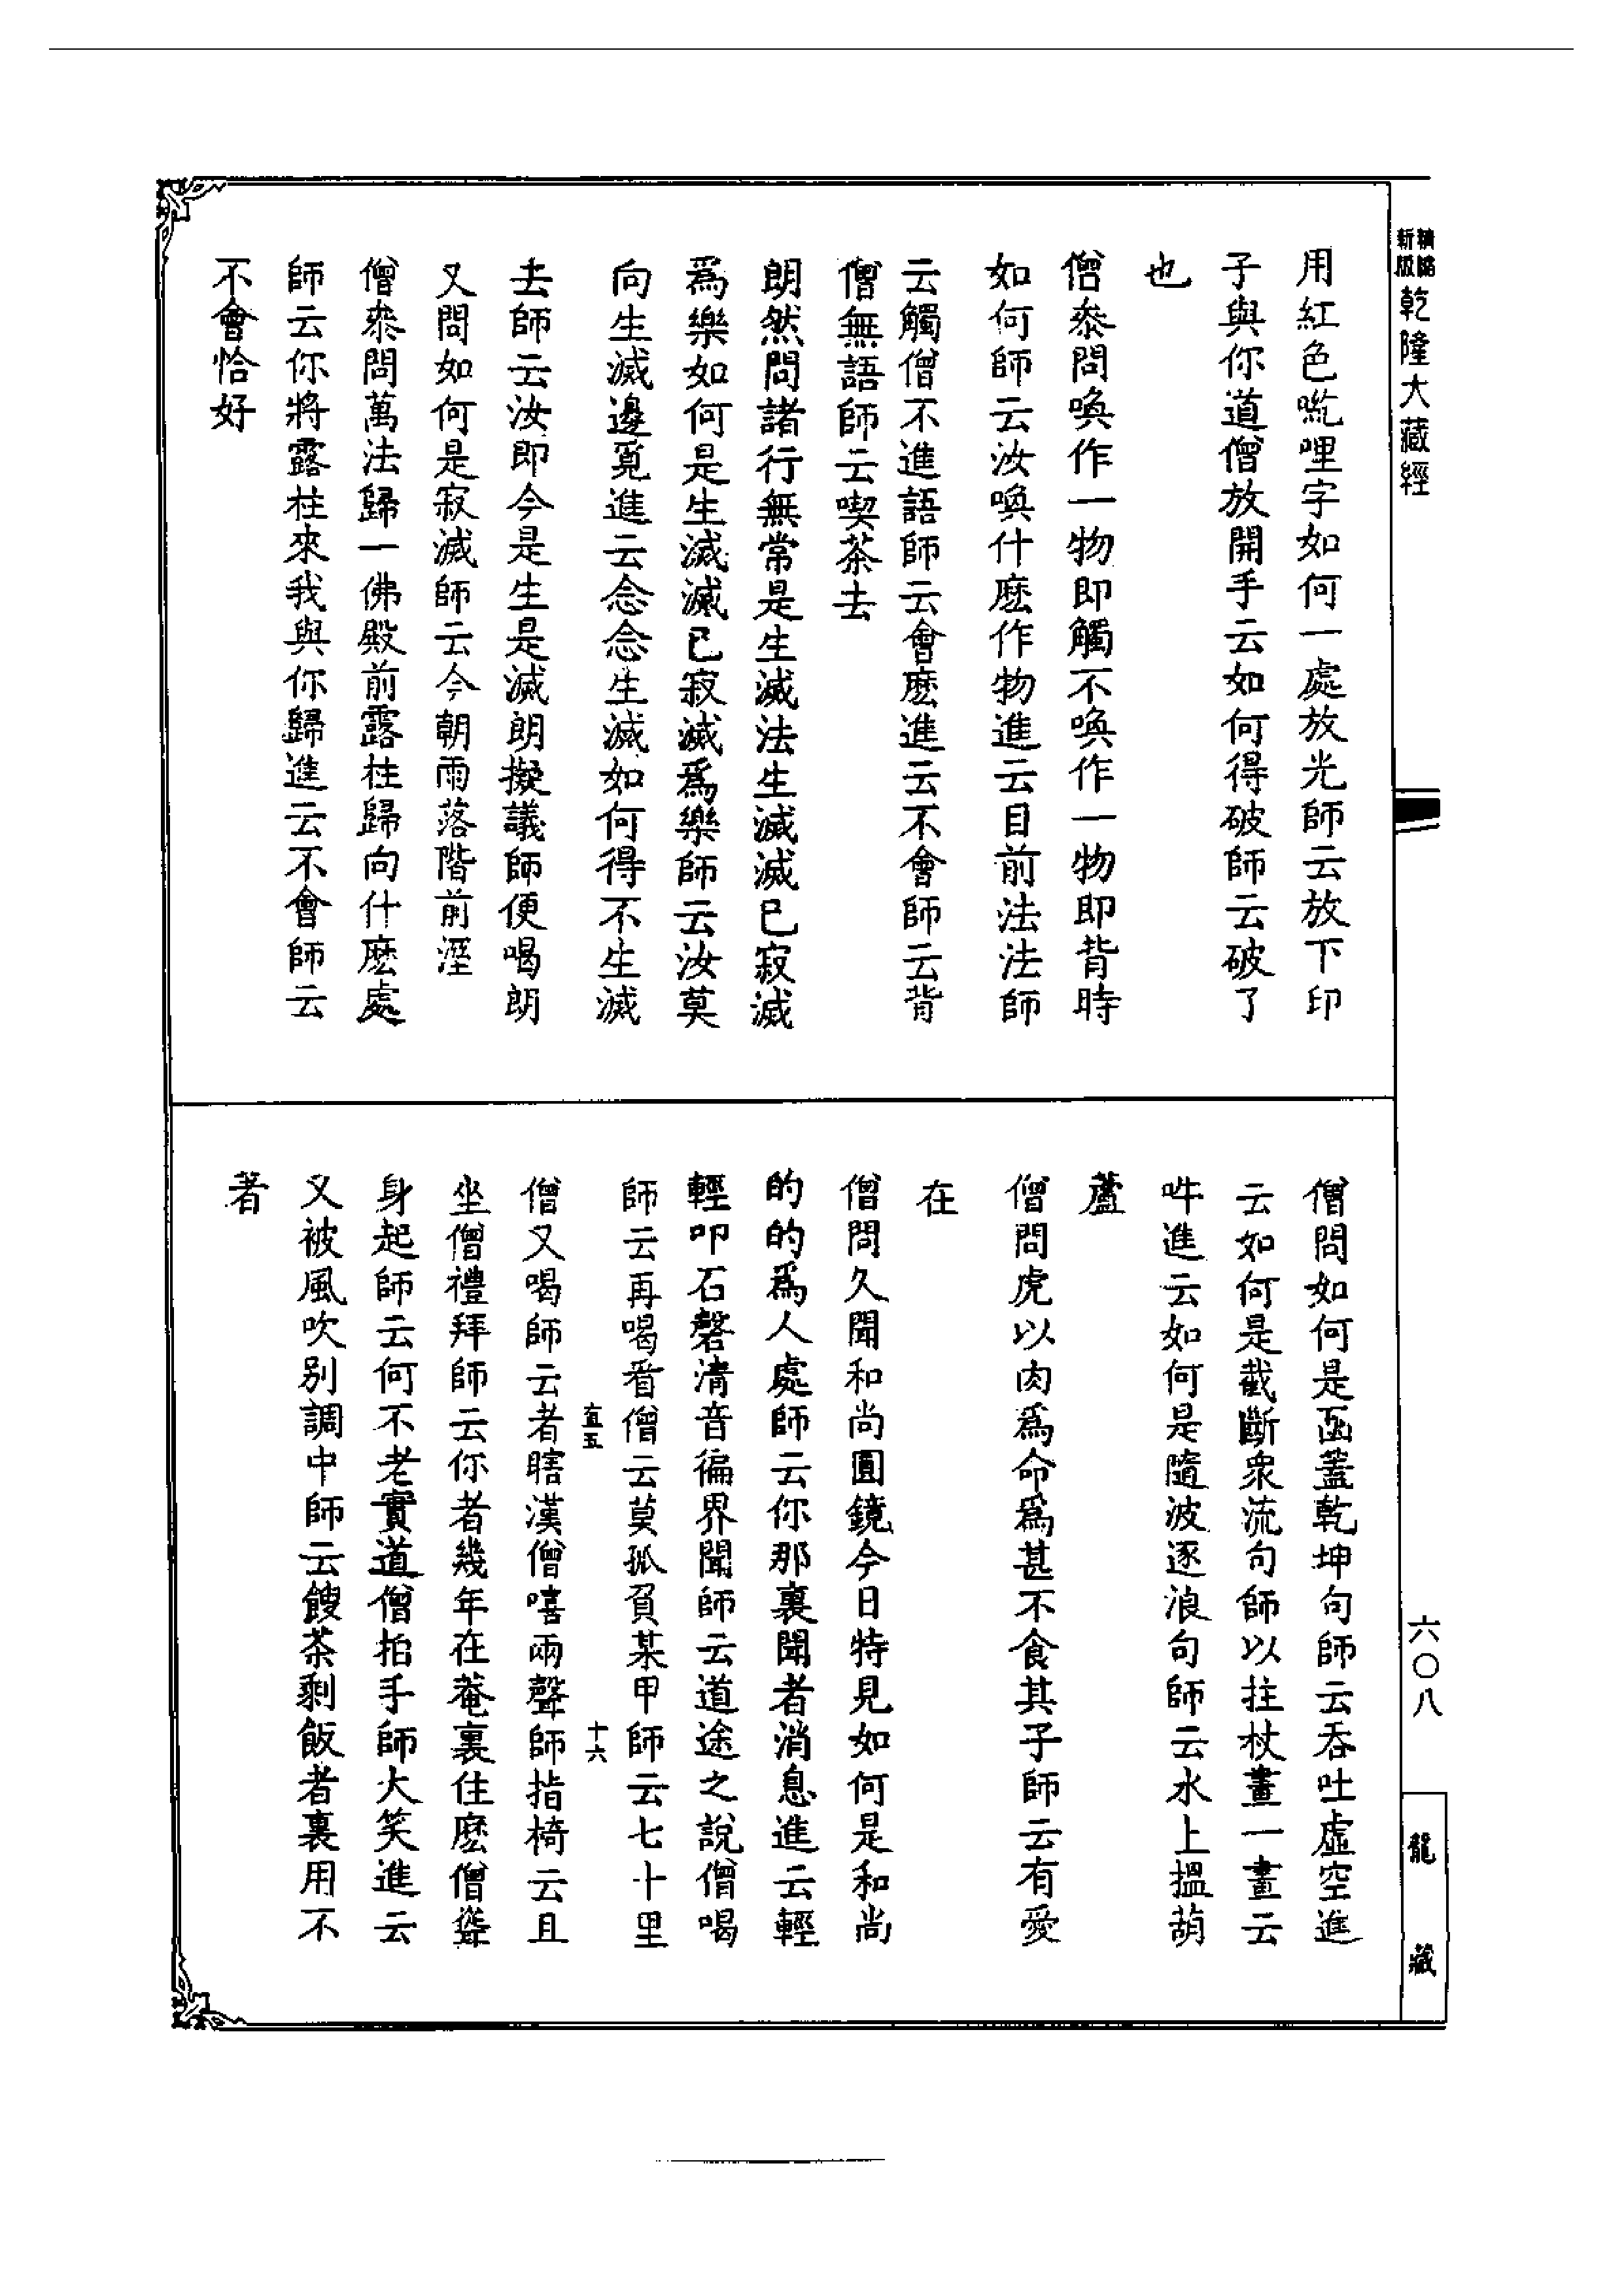 精縮新版乾隆大藏經
用紅色𠺁哩字如何一處放光師云放下印
子與你道僧放開手云如何得破師云破了
也
僧泰問喚作一物即觸不喚作一物即背時
如何師云汝喚什麽作物進云目前法法師
云觸僧不進語師云會麽進云不會師云背
僧無語師云喫茶去
朗然問諸行無常是生滅法生滅滅已寂滅
爲樂如何是生滅滅已寂滅爲樂師云汝莫
向生滅邊覓進云念念生滅如何得不生滅
去師云汝即今是生是滅朗擬議師便喝朗
又問如何是寂滅師云今朝雨落階前溼
僧衆問萬法歸一佛殿前露柱歸向什麽處
師云你將露柱來我與你歸進云不會師云
不會恰好
僧問如何是函蓋乾坤句師云吞吐虛空進
云如何是截斷衆流句師以拄杖畫一畫云
吽進云如何是隨波逐浪句師云水上搵葫
蘆
僧問虎以肉爲命爲甚不食其子師云有愛
在
僧問久聞和尚圓鏡今日特見如何是和尚
的的爲人處師云你那裏聞者消息進云輕
輕叩石磬清音徧界聞師云道途之說僧喝
師云再喝看僧云莫孤負某甲師云七十里
直五 十六
僧又喝師云者瞎漢僧嘻兩聲師指椅云且
坐僧禮拜師云你者幾年在菴裏住麽僧聳
身起師云何不老實道僧拍手師大笑進云
又被風吹别調中師云餿茶剩飯者裏用不
著
六〇八
龍藏